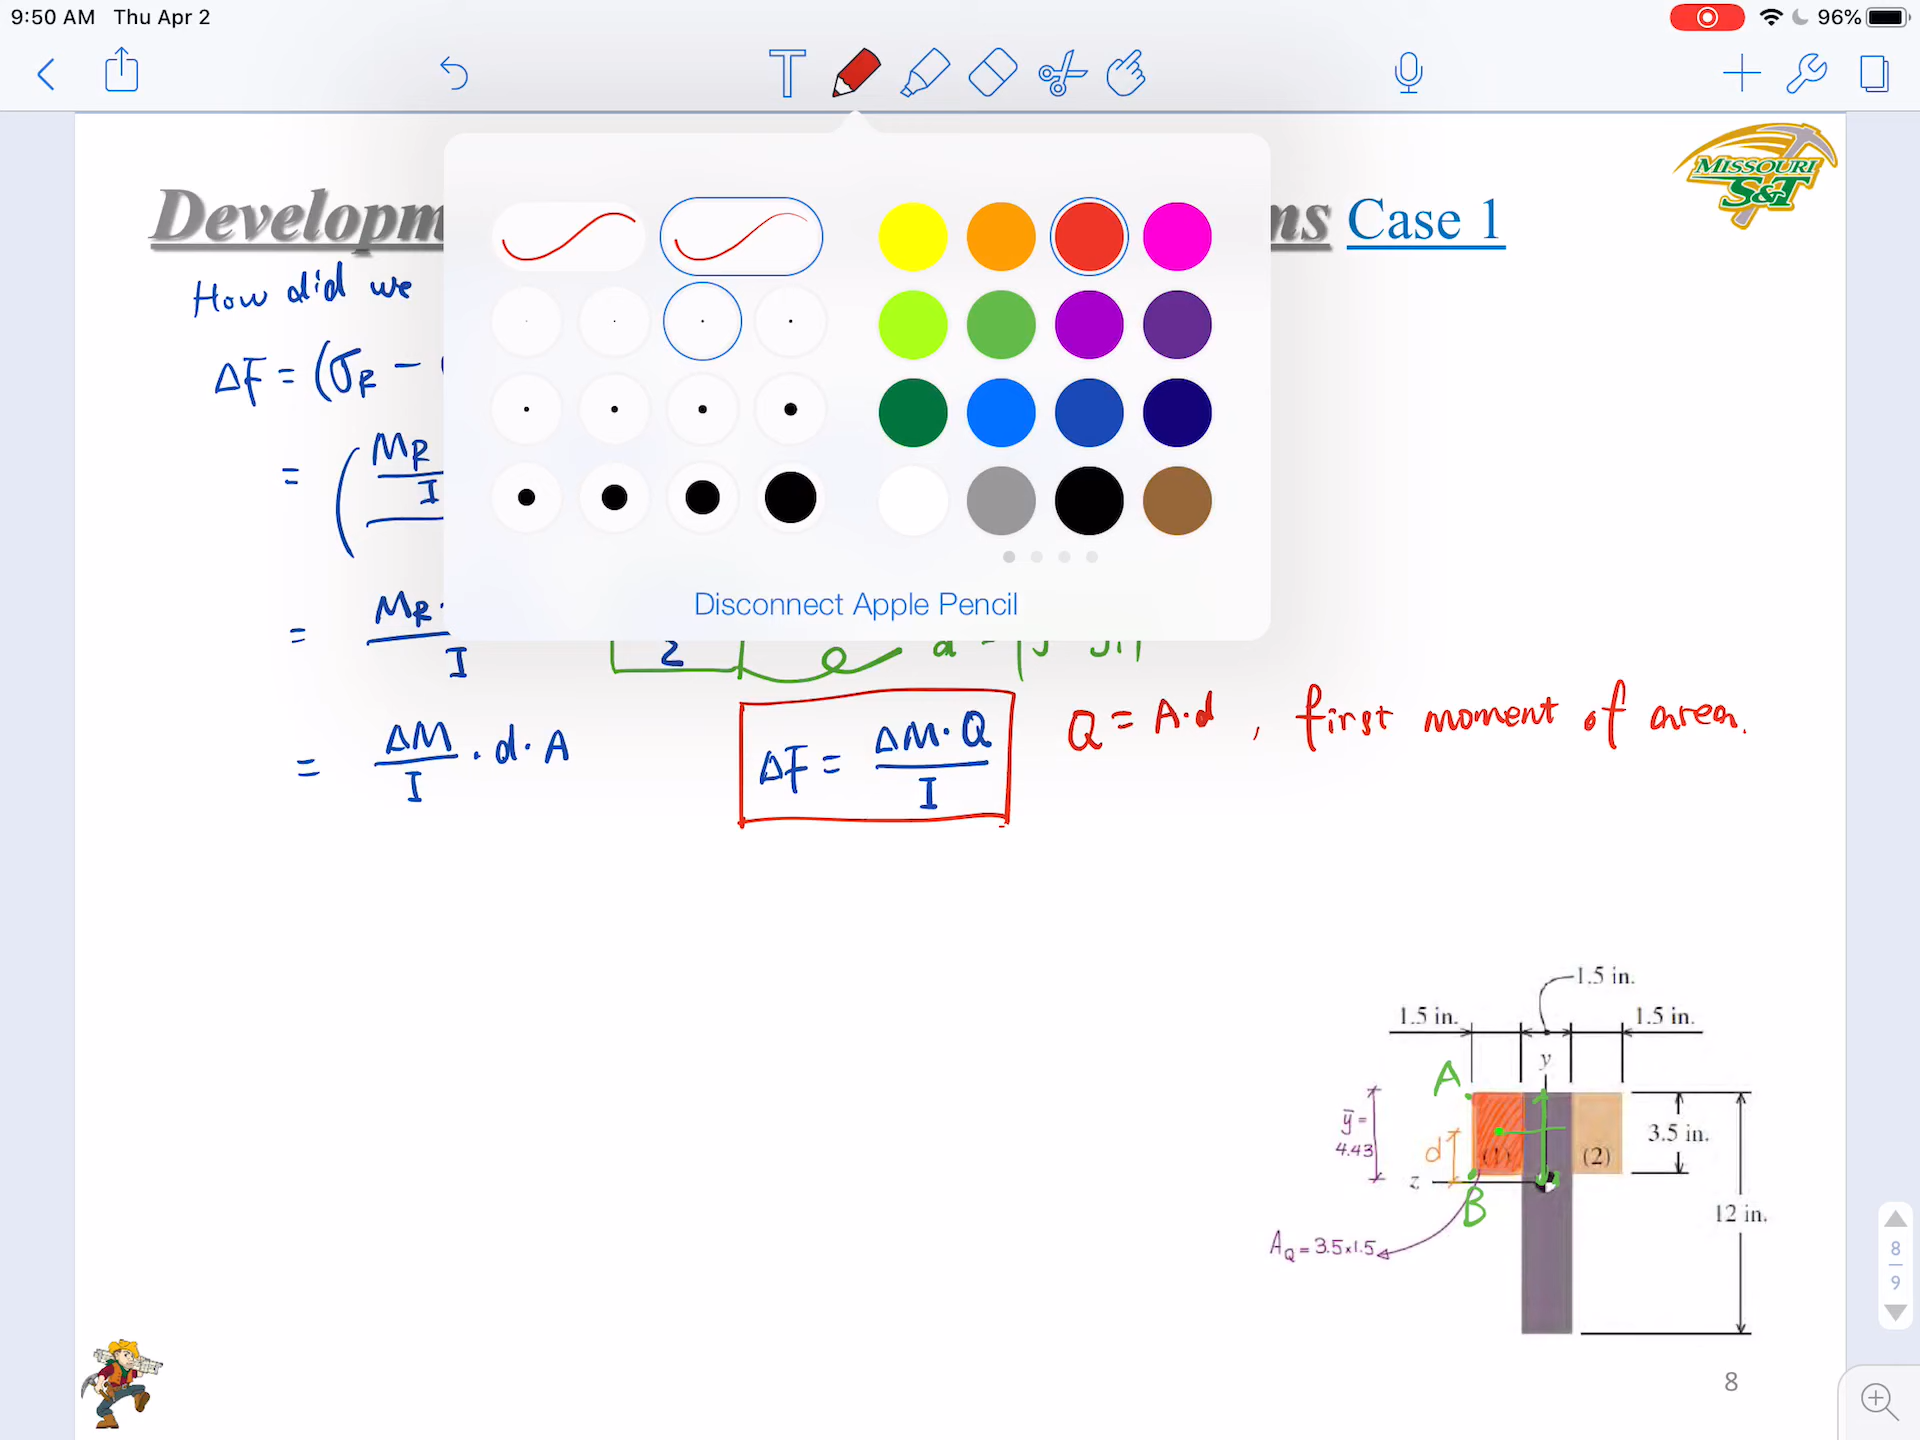 9:50 AM Thu Apr 2
96%
MISSOURI
S&T
Developm
ns Case 1
How did we
ΔF = (σR -
= ( MR
I
= MR.
I
2
= ΔM/I . d . A
ΔF = ΔM·Q/I
Q = A·d , first moment of area.
Disconnect Apple Pencil
1.5 in.
1.5 in.
1.5 in.
y
A
ȳ =
4.43
d
(1)
(2)
3.5 in.
z
B
12 in.
AQ = 3.5×1.5
8
9
8